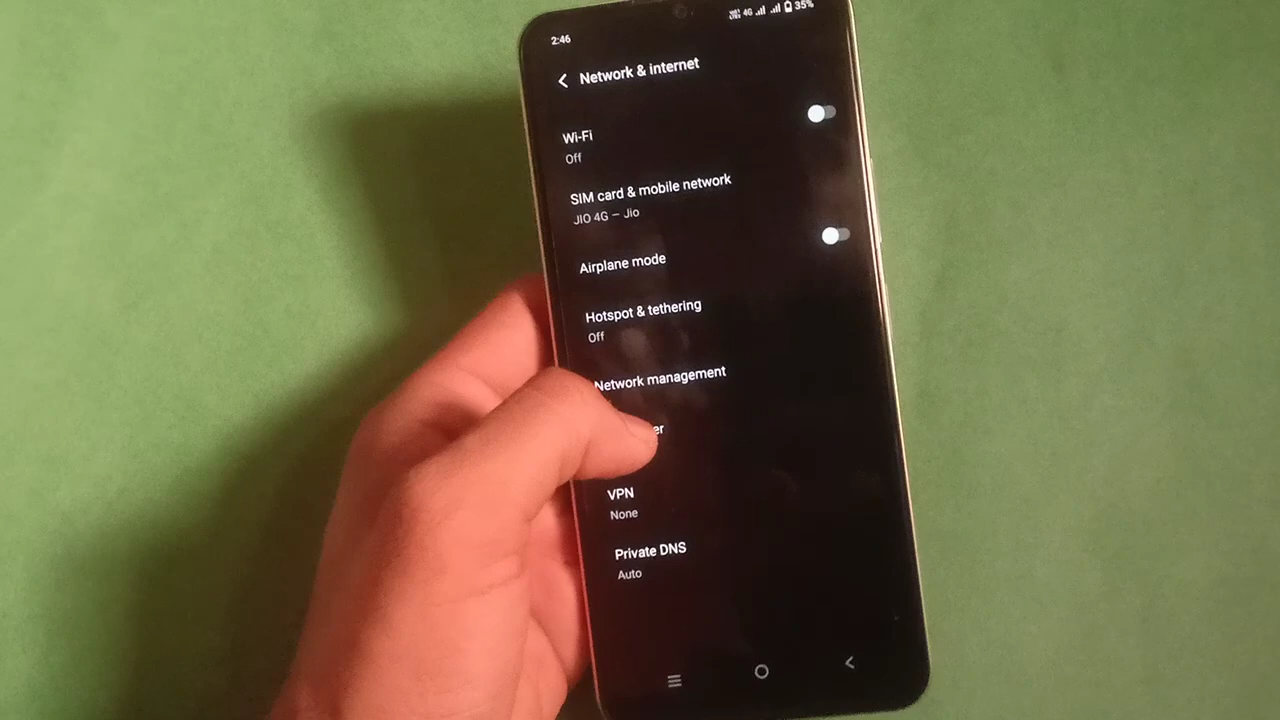 2:46
4G 35%
Network & internet
Wi-Fi
Off
SIM card & mobile network
JIO 4G – Jio
Airplane mode
Hotspot & tethering
Off
Network management
VPN
None
Private DNS
Auto